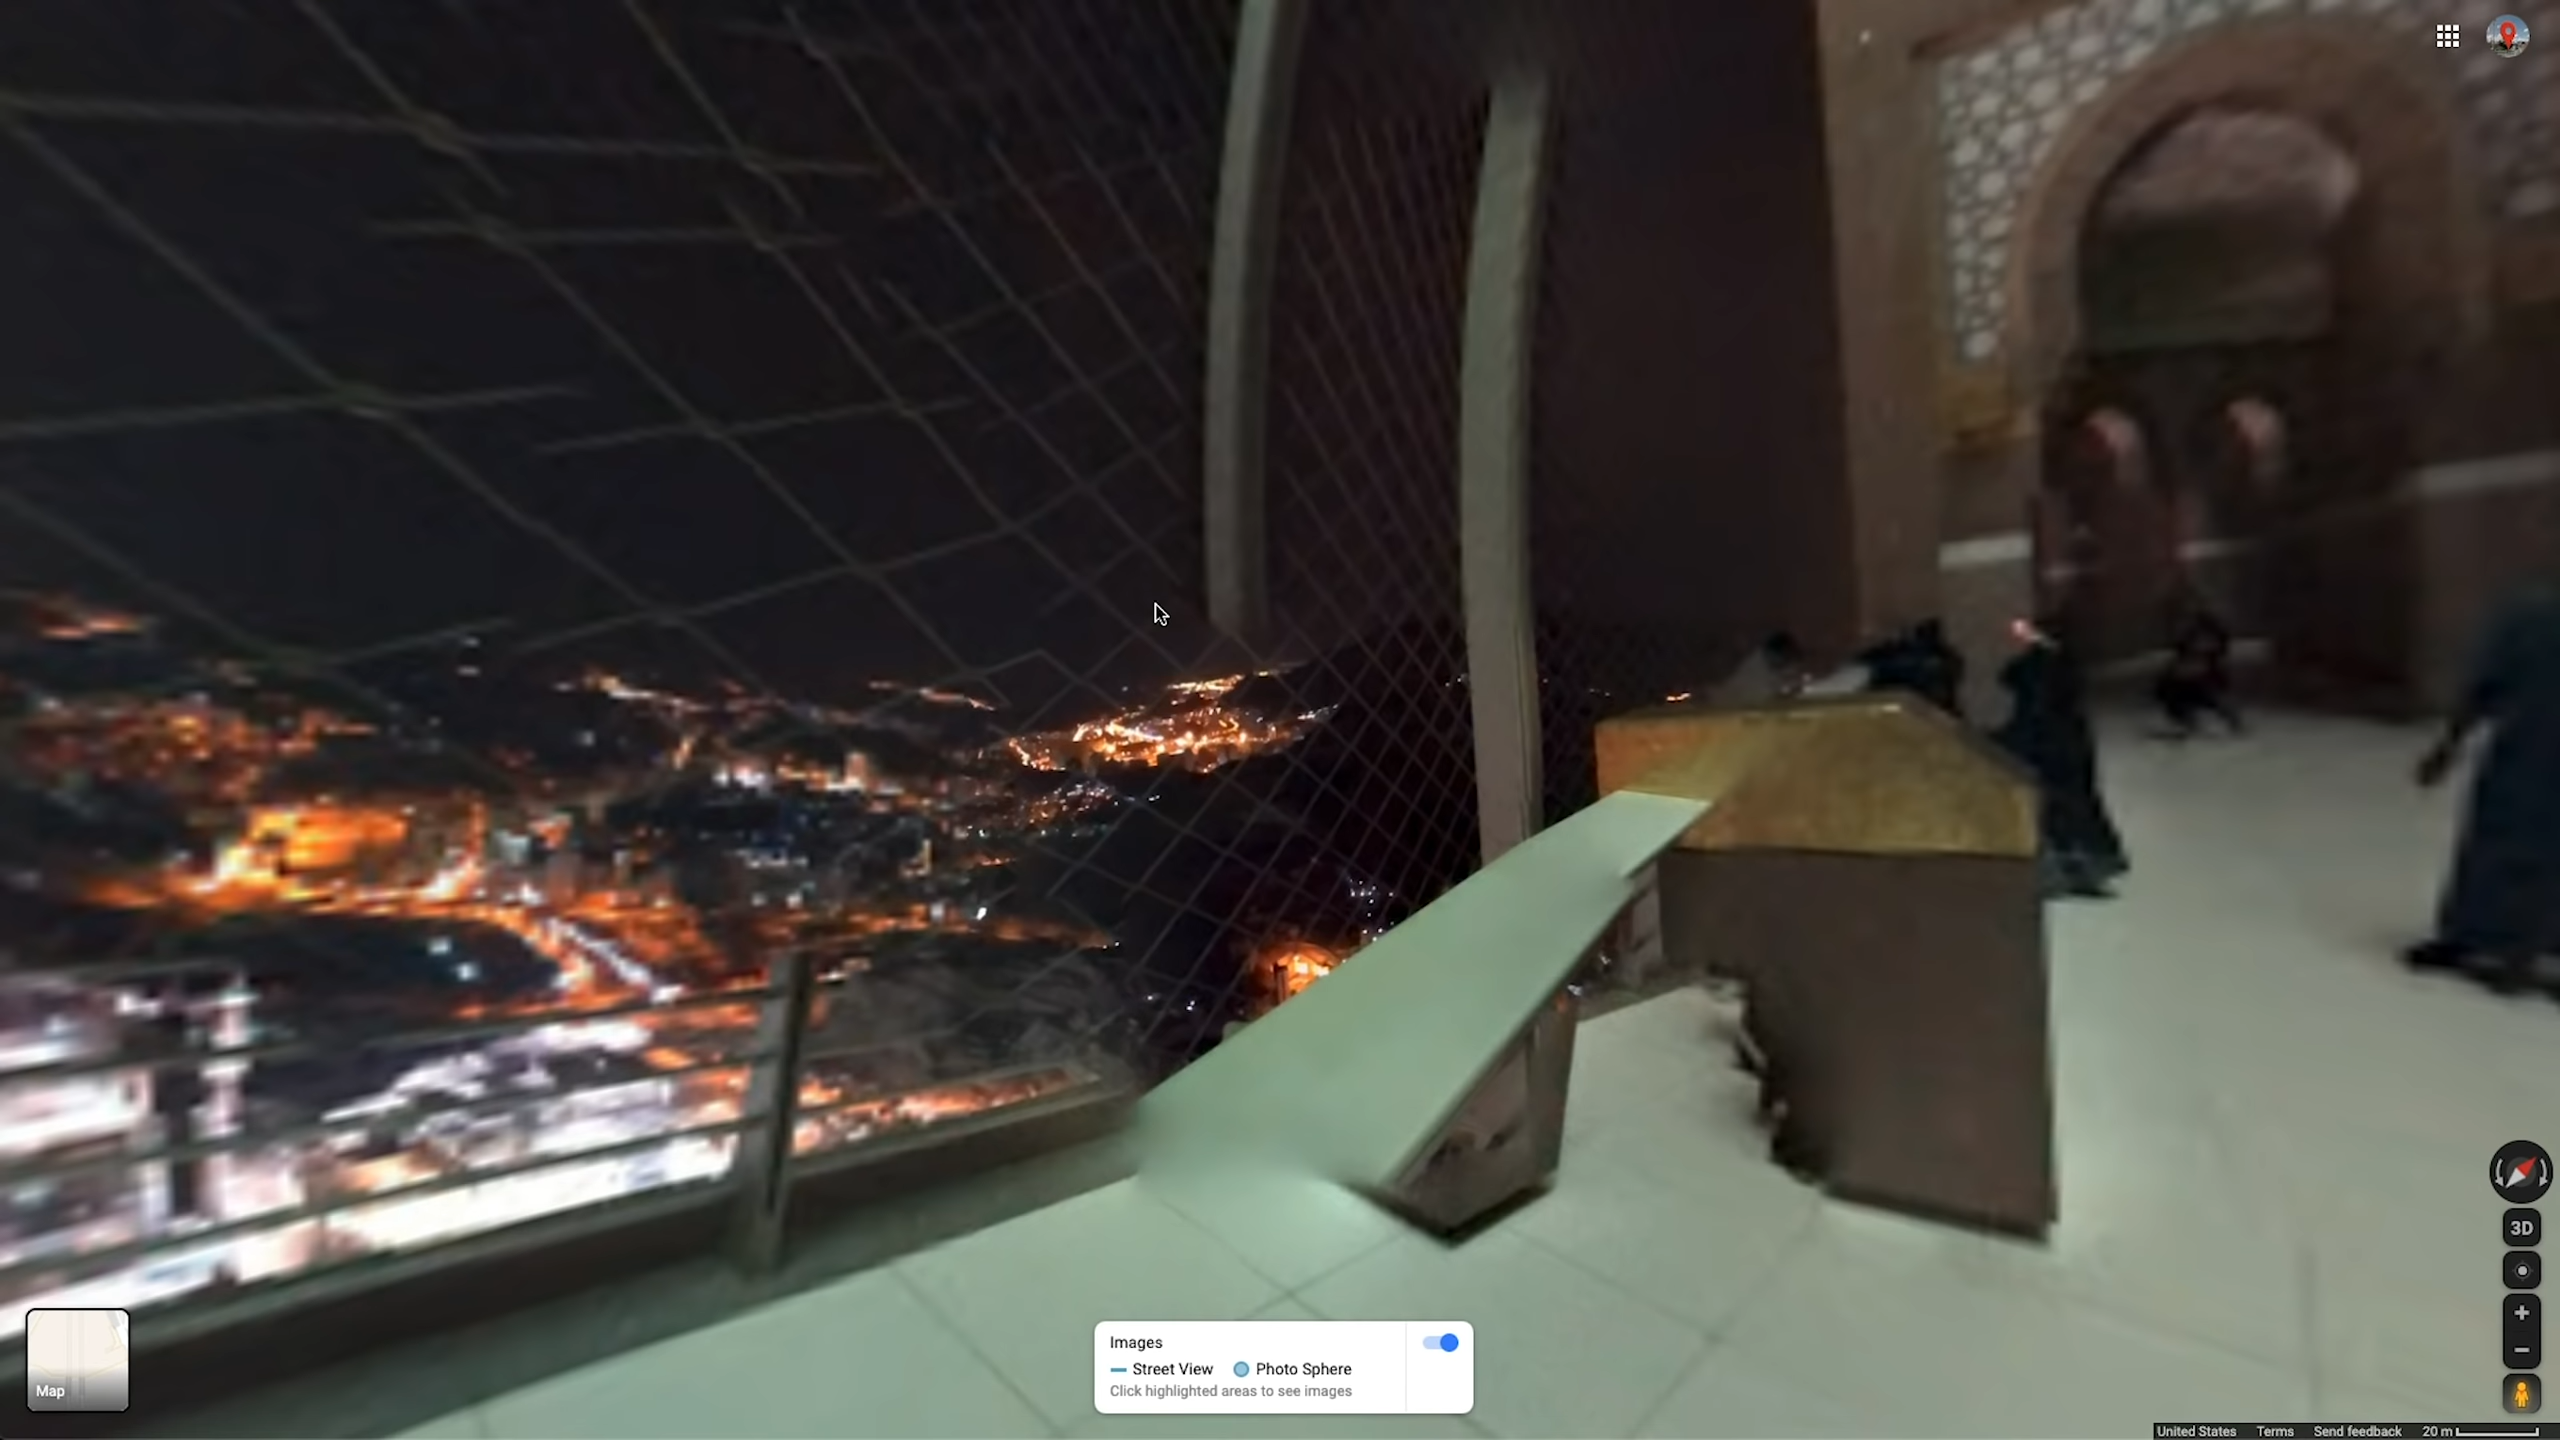 Images
Street View Photo Sphere
Click highlighted areas to see images
Map
3D
United States Terms Send feedback 20 m